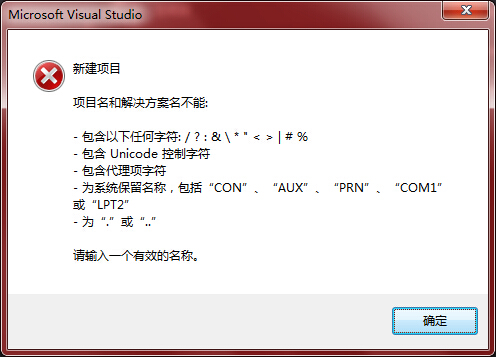 Microsoft Visual Studio
新建项目
项目名和解决方案名不能:
- 包含以下任何字符: / ? : & \ * " < > | # %
- 包含 Unicode 控制字符
- 包含代理项字符
- 为系统保留名称，包括“CON”、“AUX”、“PRN”、“COM1”
或“LPT2”
- 为“.”或“..”
请输入一个有效的名称。
确定